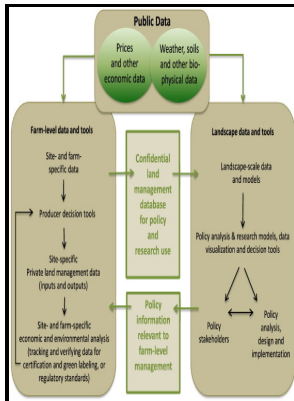 Public Data
Prices
and other
economic data
Weather, soils
and other bio-
physical data
Farm-level data and tools
Site- and farm-
specific data
Producer decision tools
Site-specific
Private land management data
(inputs and outputs)
Site- and farm-specific
economic and environmental analysis
(tracking and verifying data for
certification and green labeling, or
regulatory standards)
Confidential
land
management
database
for policy
and
research use
Policy
information
relevant to
farm-level
management
Landscape data and tools
Landscape-scale data
and models
Policy analysis & research models, data
visualization and decision tools
Policy
stakeholders
Policy
analysis,
design and
implementation